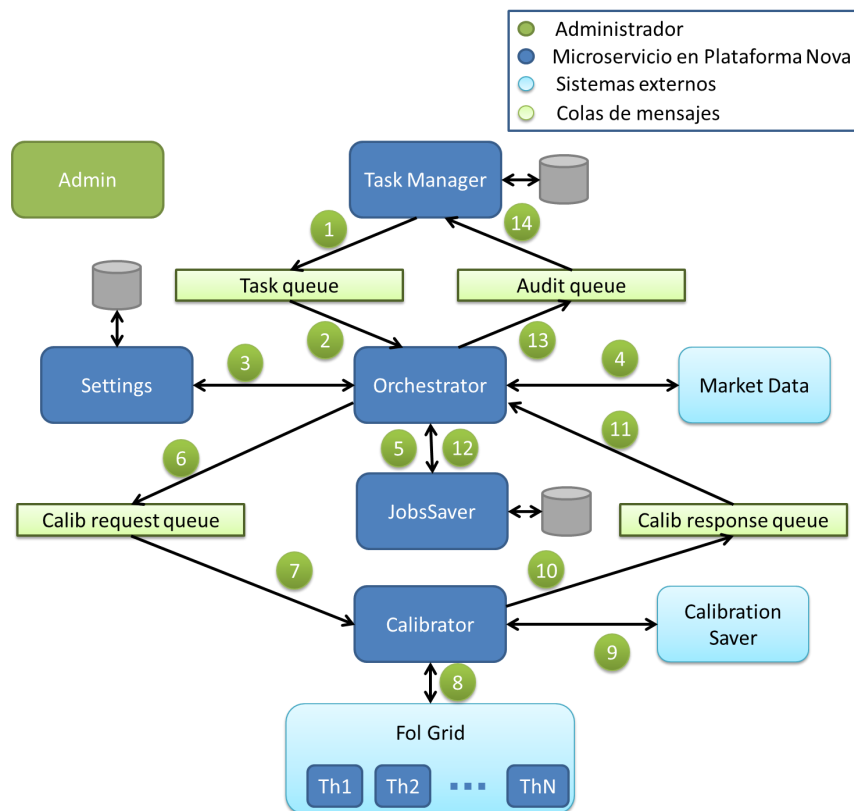 Administrador
Microservicio en Plataforma Nova
Sistemas externos
Colas de mensajes
Admin
Task Manager
1
14
Task queue
Audit queue
2
13
3
4
Settings
Orchestrator
Market Data
11
5
12
6
JobsSaver
Calib request queue
Calib response queue
7
10
Calibrator
Calibration
Saver
9
8
Fol Grid
Th1
Th2
ThN